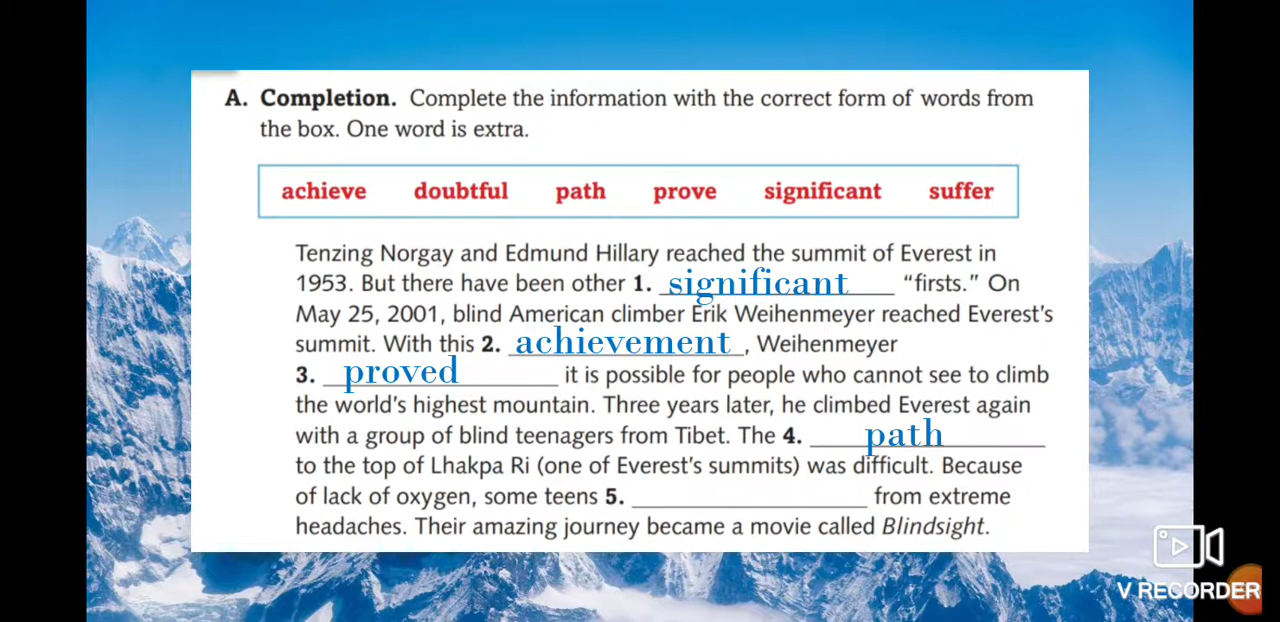 A. Completion. Complete the information with the correct form of words from
the box. One word is extra.
achieve doubtful path prove significant suffer
Tenzing Norgay and Edmund Hillary reached the summit of Everest in
1953. But there have been other 1. significant “firsts.” On
May 25, 2001, blind American climber Erik Weihenmeyer reached Everest’s
summit. With this 2. achievement, Weihenmeyer
3. proved it is possible for people who cannot see to climb
the world’s highest mountain. Three years later, he climbed Everest again
with a group of blind teenagers from Tibet. The 4. path
to the top of Lhakpa Ri (one of Everest’s summits) was difficult. Because
of lack of oxygen, some teens 5. ____________ from extreme
headaches. Their amazing journey became a movie called Blindsight.
V RECORDER